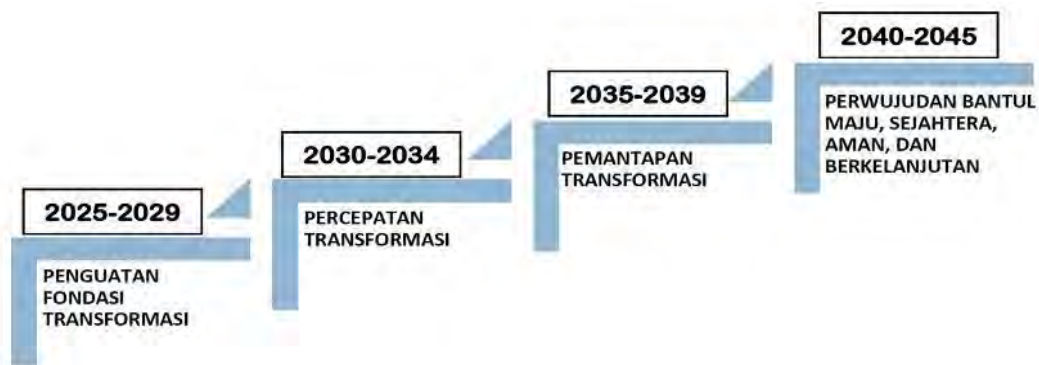 2025-2029
PENGUATAN
FONDASI
TRANSFORMASI
2030-2034
PERCEPATAN
TRANSFORMASI
2035-2039
PEMANTAPAN
TRANSFORMASI
2040-2045
PERWUJUDAN BANTUL
MAJU, SEJAHTERA,
AMAN, DAN
BERKELANJUTAN